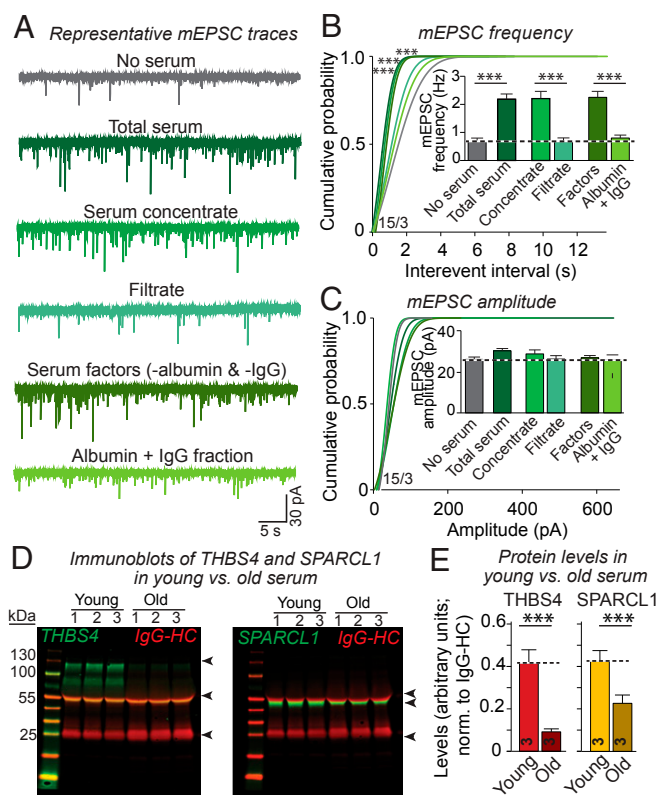 A Representative mEPSC traces
No serum
Total serum
Serum concentrate
Filtrate
Serum factors (-albumin & -IgG)
Albumin + IgG fraction
5 s
30 pA
B mEPSC frequency
Cumulative probability
1.0
0.5
0
0 2 4 6 8 10 12
Interevent interval (s)
15/3
***
***
***
mEPSC
frequency (Hz)
3
2
1
0
*** *** ***
No serum
Total serum
Concentrate
Filtrate
Factors
Albumin
+ IgG
C mEPSC amplitude
Cumulative probability
1.0
0.5
0
0 200 400 600
Amplitude (pA)
15/3
mEPSC
amplitude (pA)
40
20
0
No serum
Total serum
Concentrate
Filtrate
Factors
Albumin
+ IgG
D Immunoblots of THBS4 and SPARCL1
in young vs. old serum
Young Old
kDa 1 2 3 1 2 3
THBS4 IgG-HC
130
100
55
25
Young Old
1 2 3 1 2 3
SPARCL1 IgG-HC
E Protein levels in
young vs. old serum
THBS4 SPARCL1
*** ***
Levels (arbitrary units;
norm. to IgG-HC)
0.6
0.4
0.2
0
3 3 3 3
Young
Old
Young
Old